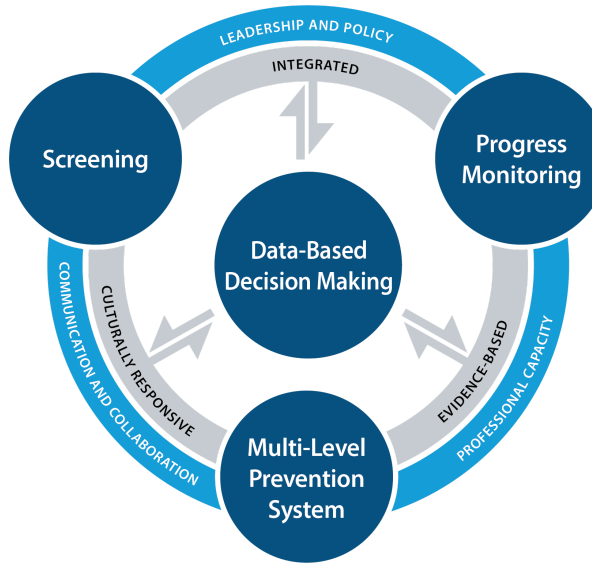 LEADERSHIP AND POLICY
INTEGRATED
Screening
Progress
Monitoring
Data-Based
Decision Making
COMMUNICATION AND COLLABORATION
CULTURALLY RESPONSIVE
EVIDENCE-BASED
PROFESSIONAL CAPACITY
Multi-Level
Prevention
System